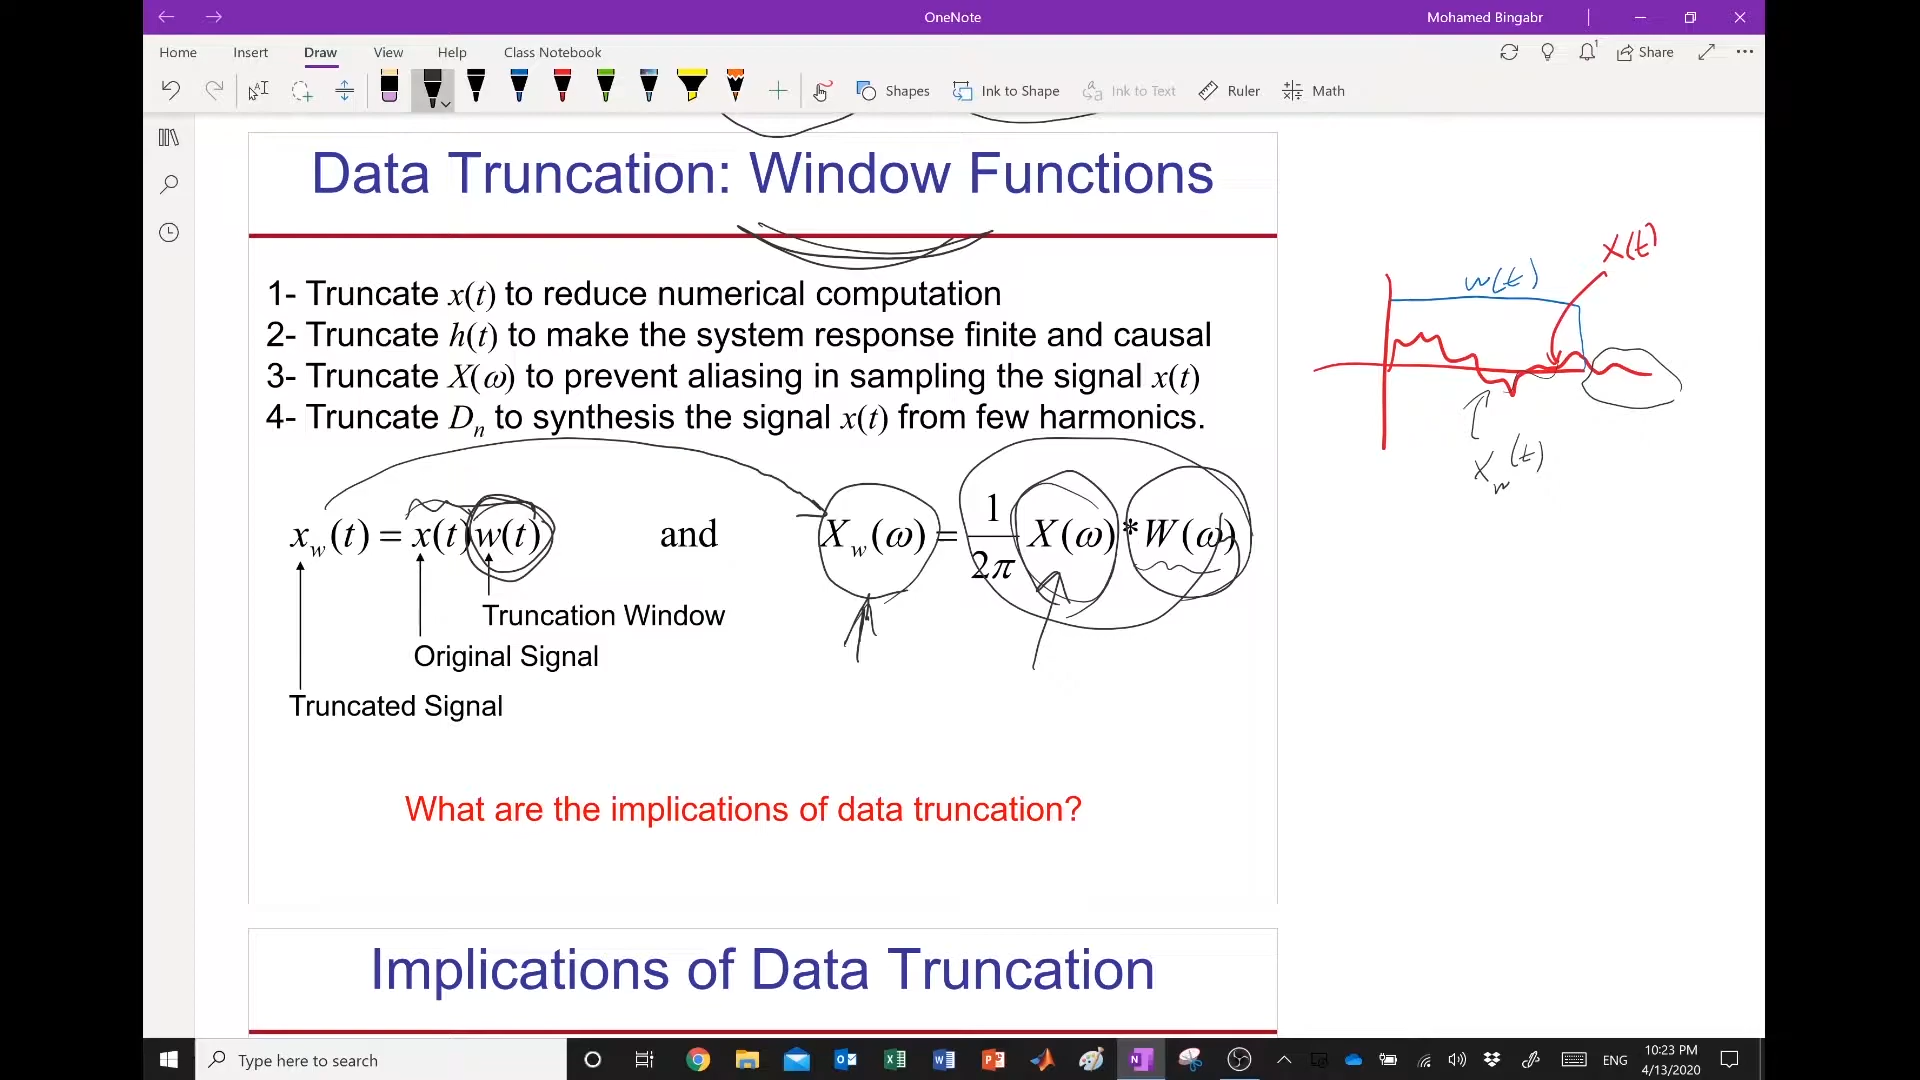 OneNote
Mohamed Bingabr
Home Insert Draw View Help Class Notebook
1
Share
Shapes Ink to Shape Ink to Text Ruler Math
Data Truncation: Window Functions
1- Truncate x(t) to reduce numerical computation
2- Truncate h(t) to make the system response finite and causal
3- Truncate X(ω) to prevent aliasing in sampling the signal x(t)
4- Truncate Dn to synthesis the signal x(t) from few harmonics.
xw(t) = x(t)w(t) and Xw(ω) = 1/2π X(ω)*W(ω)
Truncation Window
Original Signal
Truncated Signal
What are the implications of data truncation?
x(t)
w(t)
xw(t)
Implications of Data Truncation
Type here to search
ENG
10:23 PM
4/13/2020